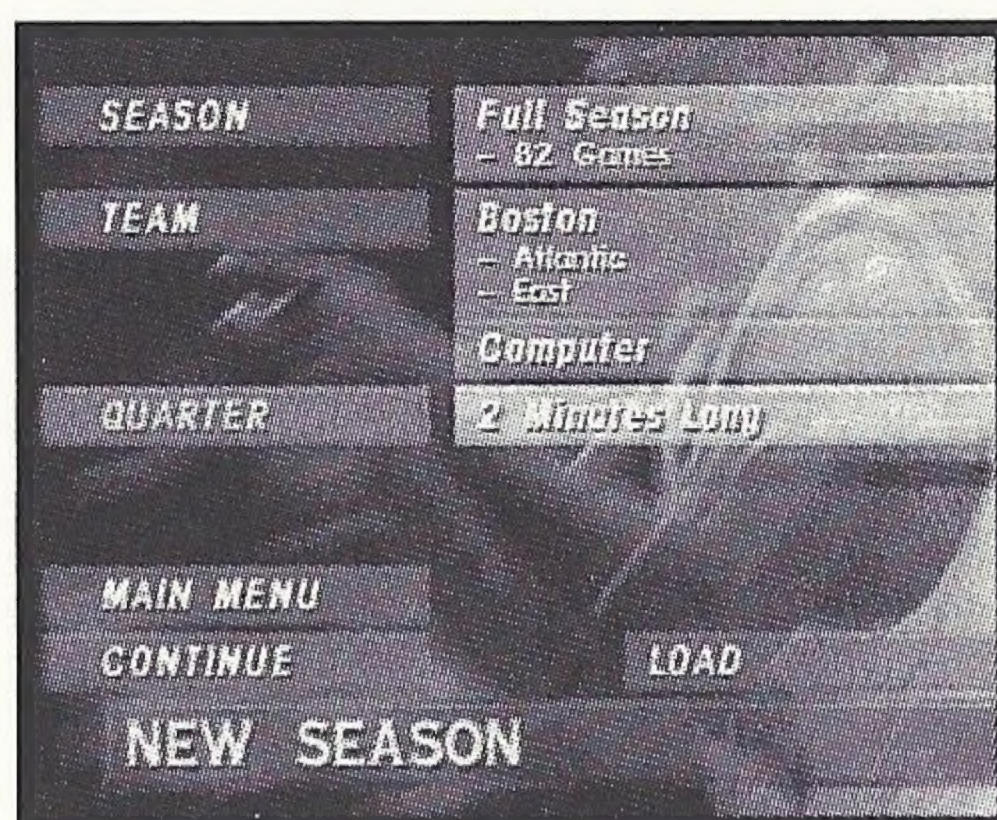 SEASON
Full Season
- 82 Games
TEAM
Boston
- Atlantic
- East
Computer
QUARTER
2 Minutes Long
MAIN MENU
CONTINUE
LOAD
NEW SEASON